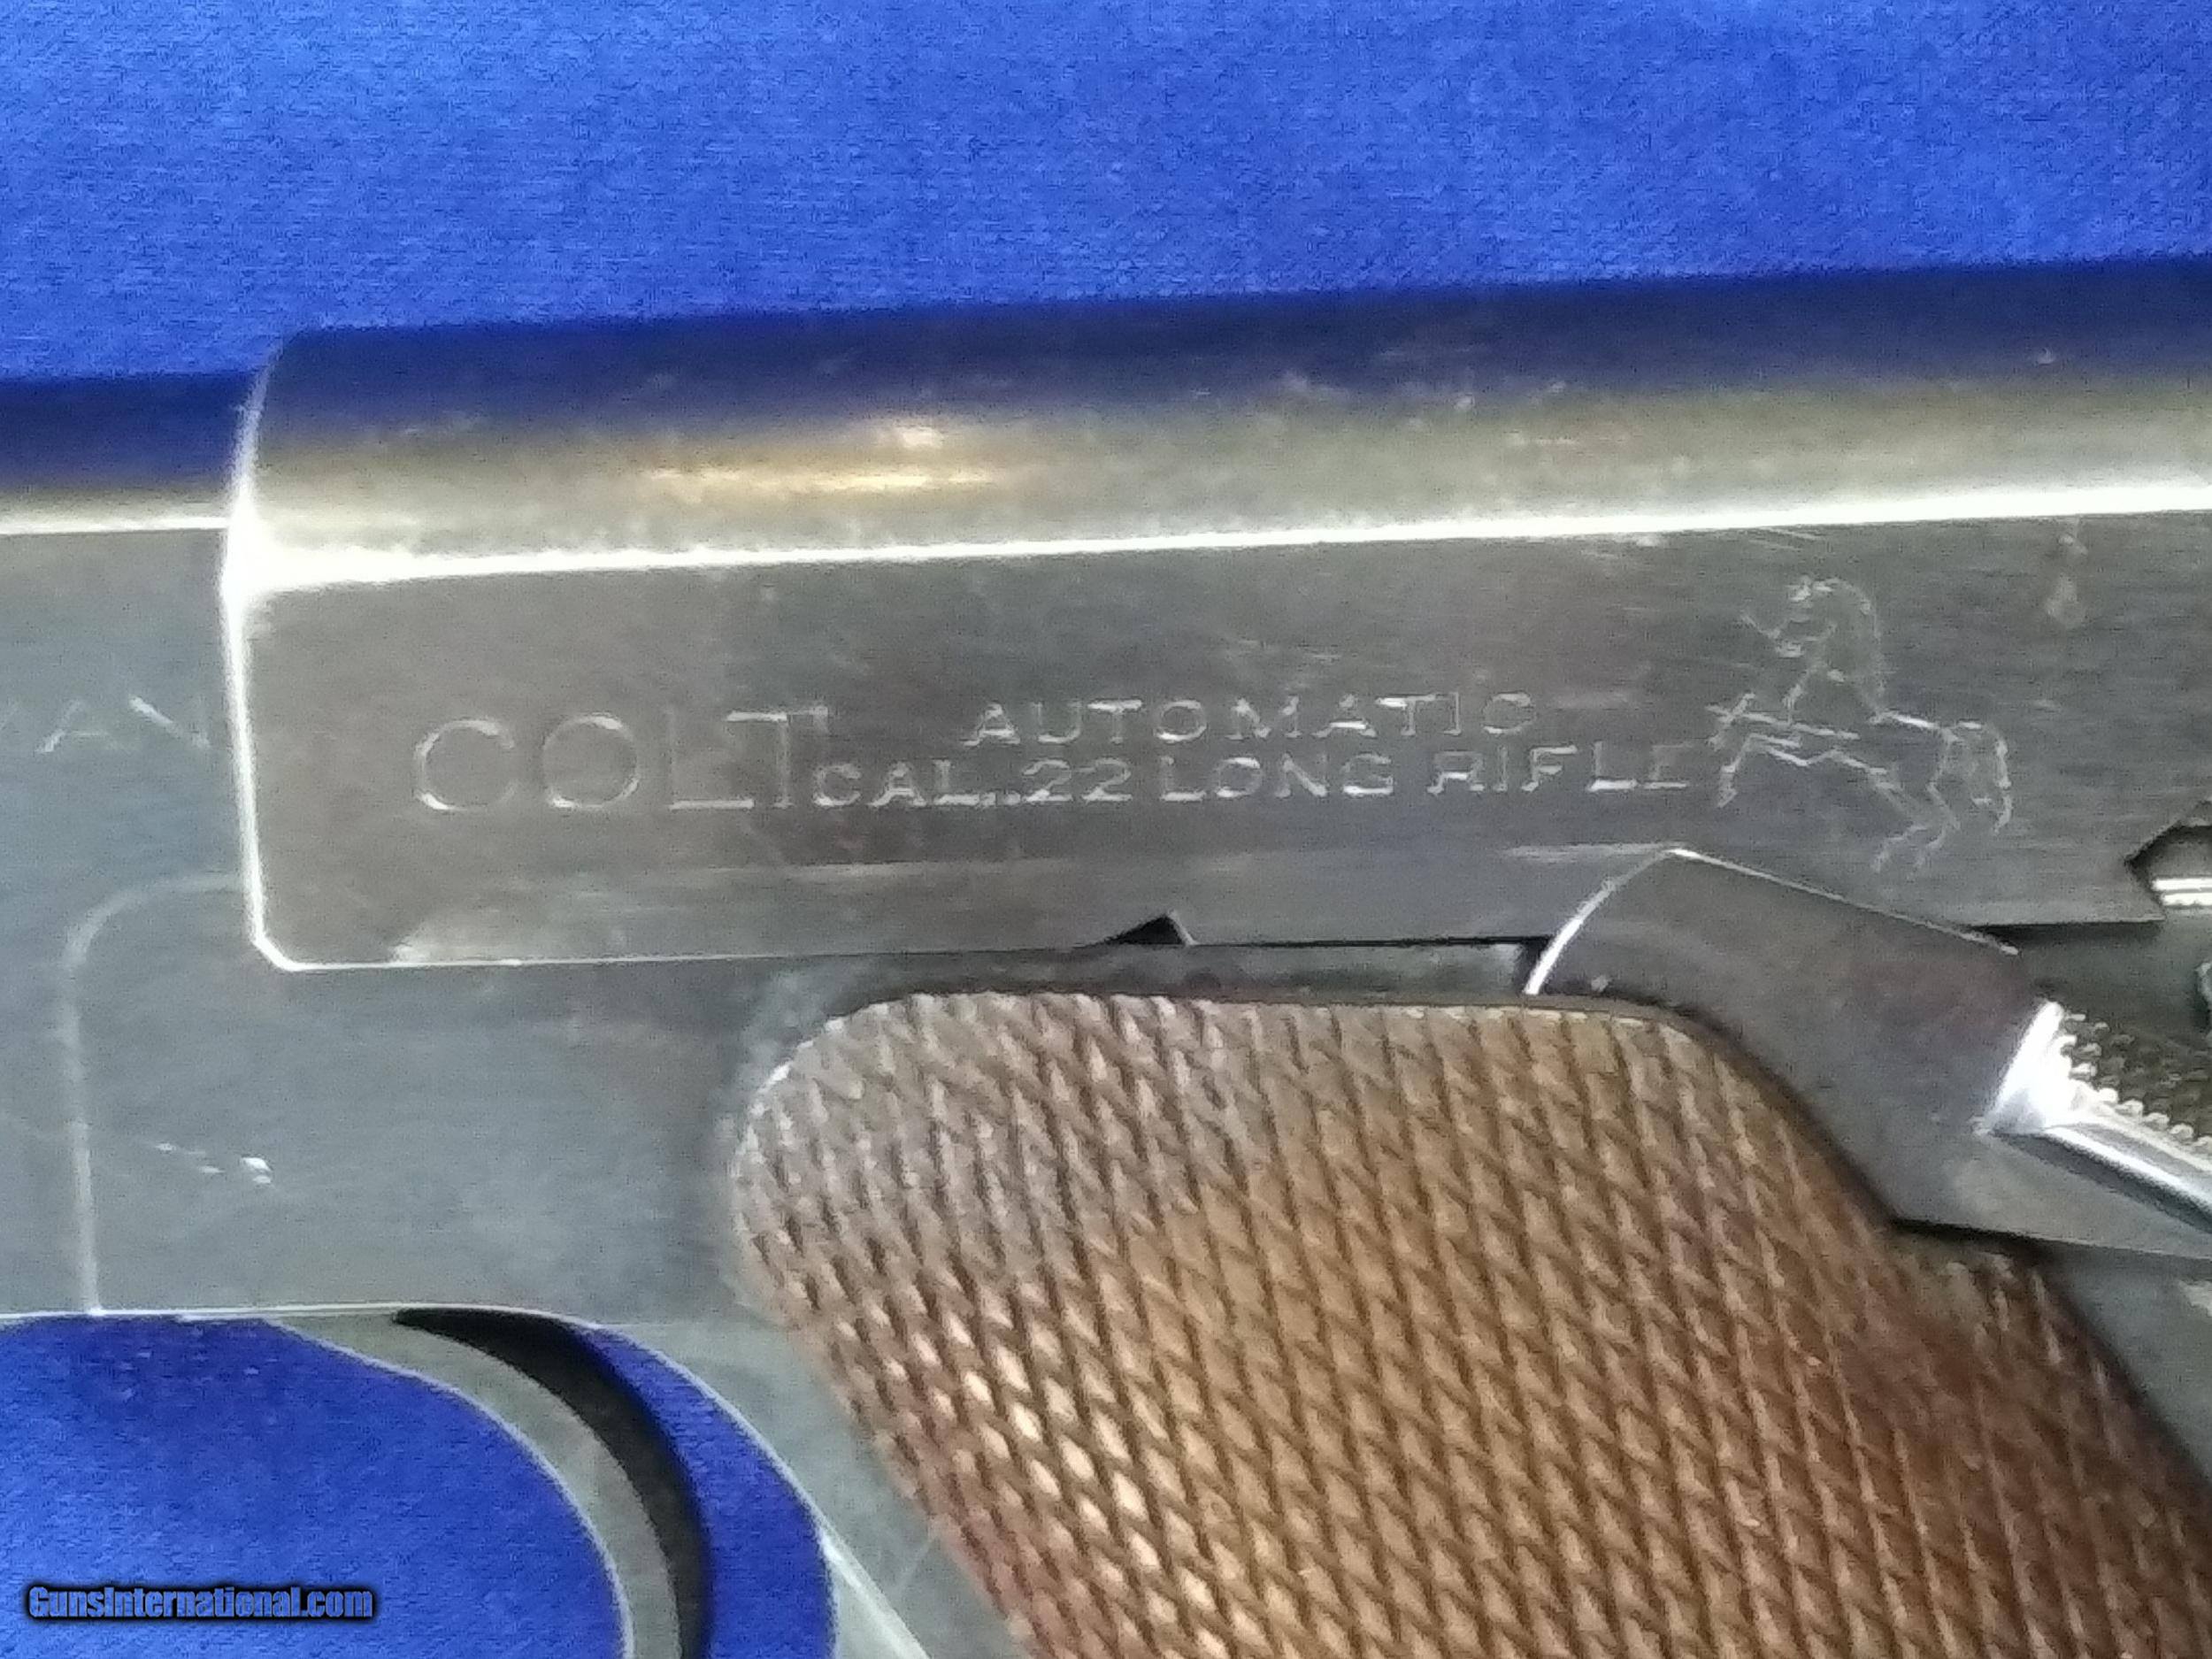 COLT AUTOMATIC
CAL. .22 LONG RIFLE
GunsInternational.com